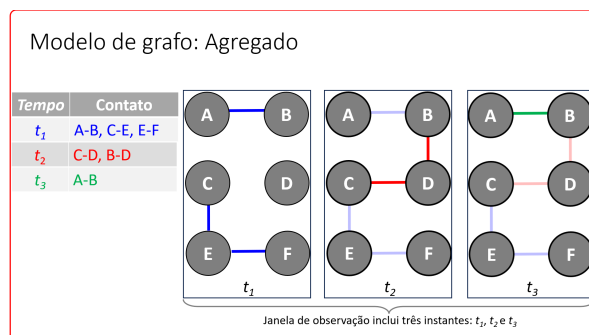 Modelo de grafo: Agregado
Tempo Contato
t1 A-B, C-E, E-F
t2 C-D, B-D
t3 A-B
A B A B A B
C D C D C D
E F E F E F
t1 t2 t3
Janela de observação inclui três instantes: t1, t2 e t3